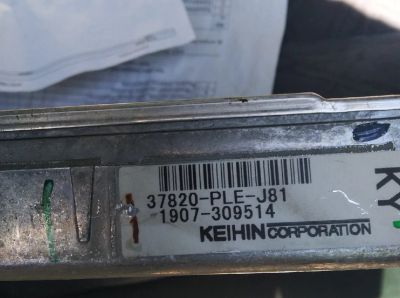 37820-PLE-J81
1907-309514
KEIHIN CORPORATION
KY